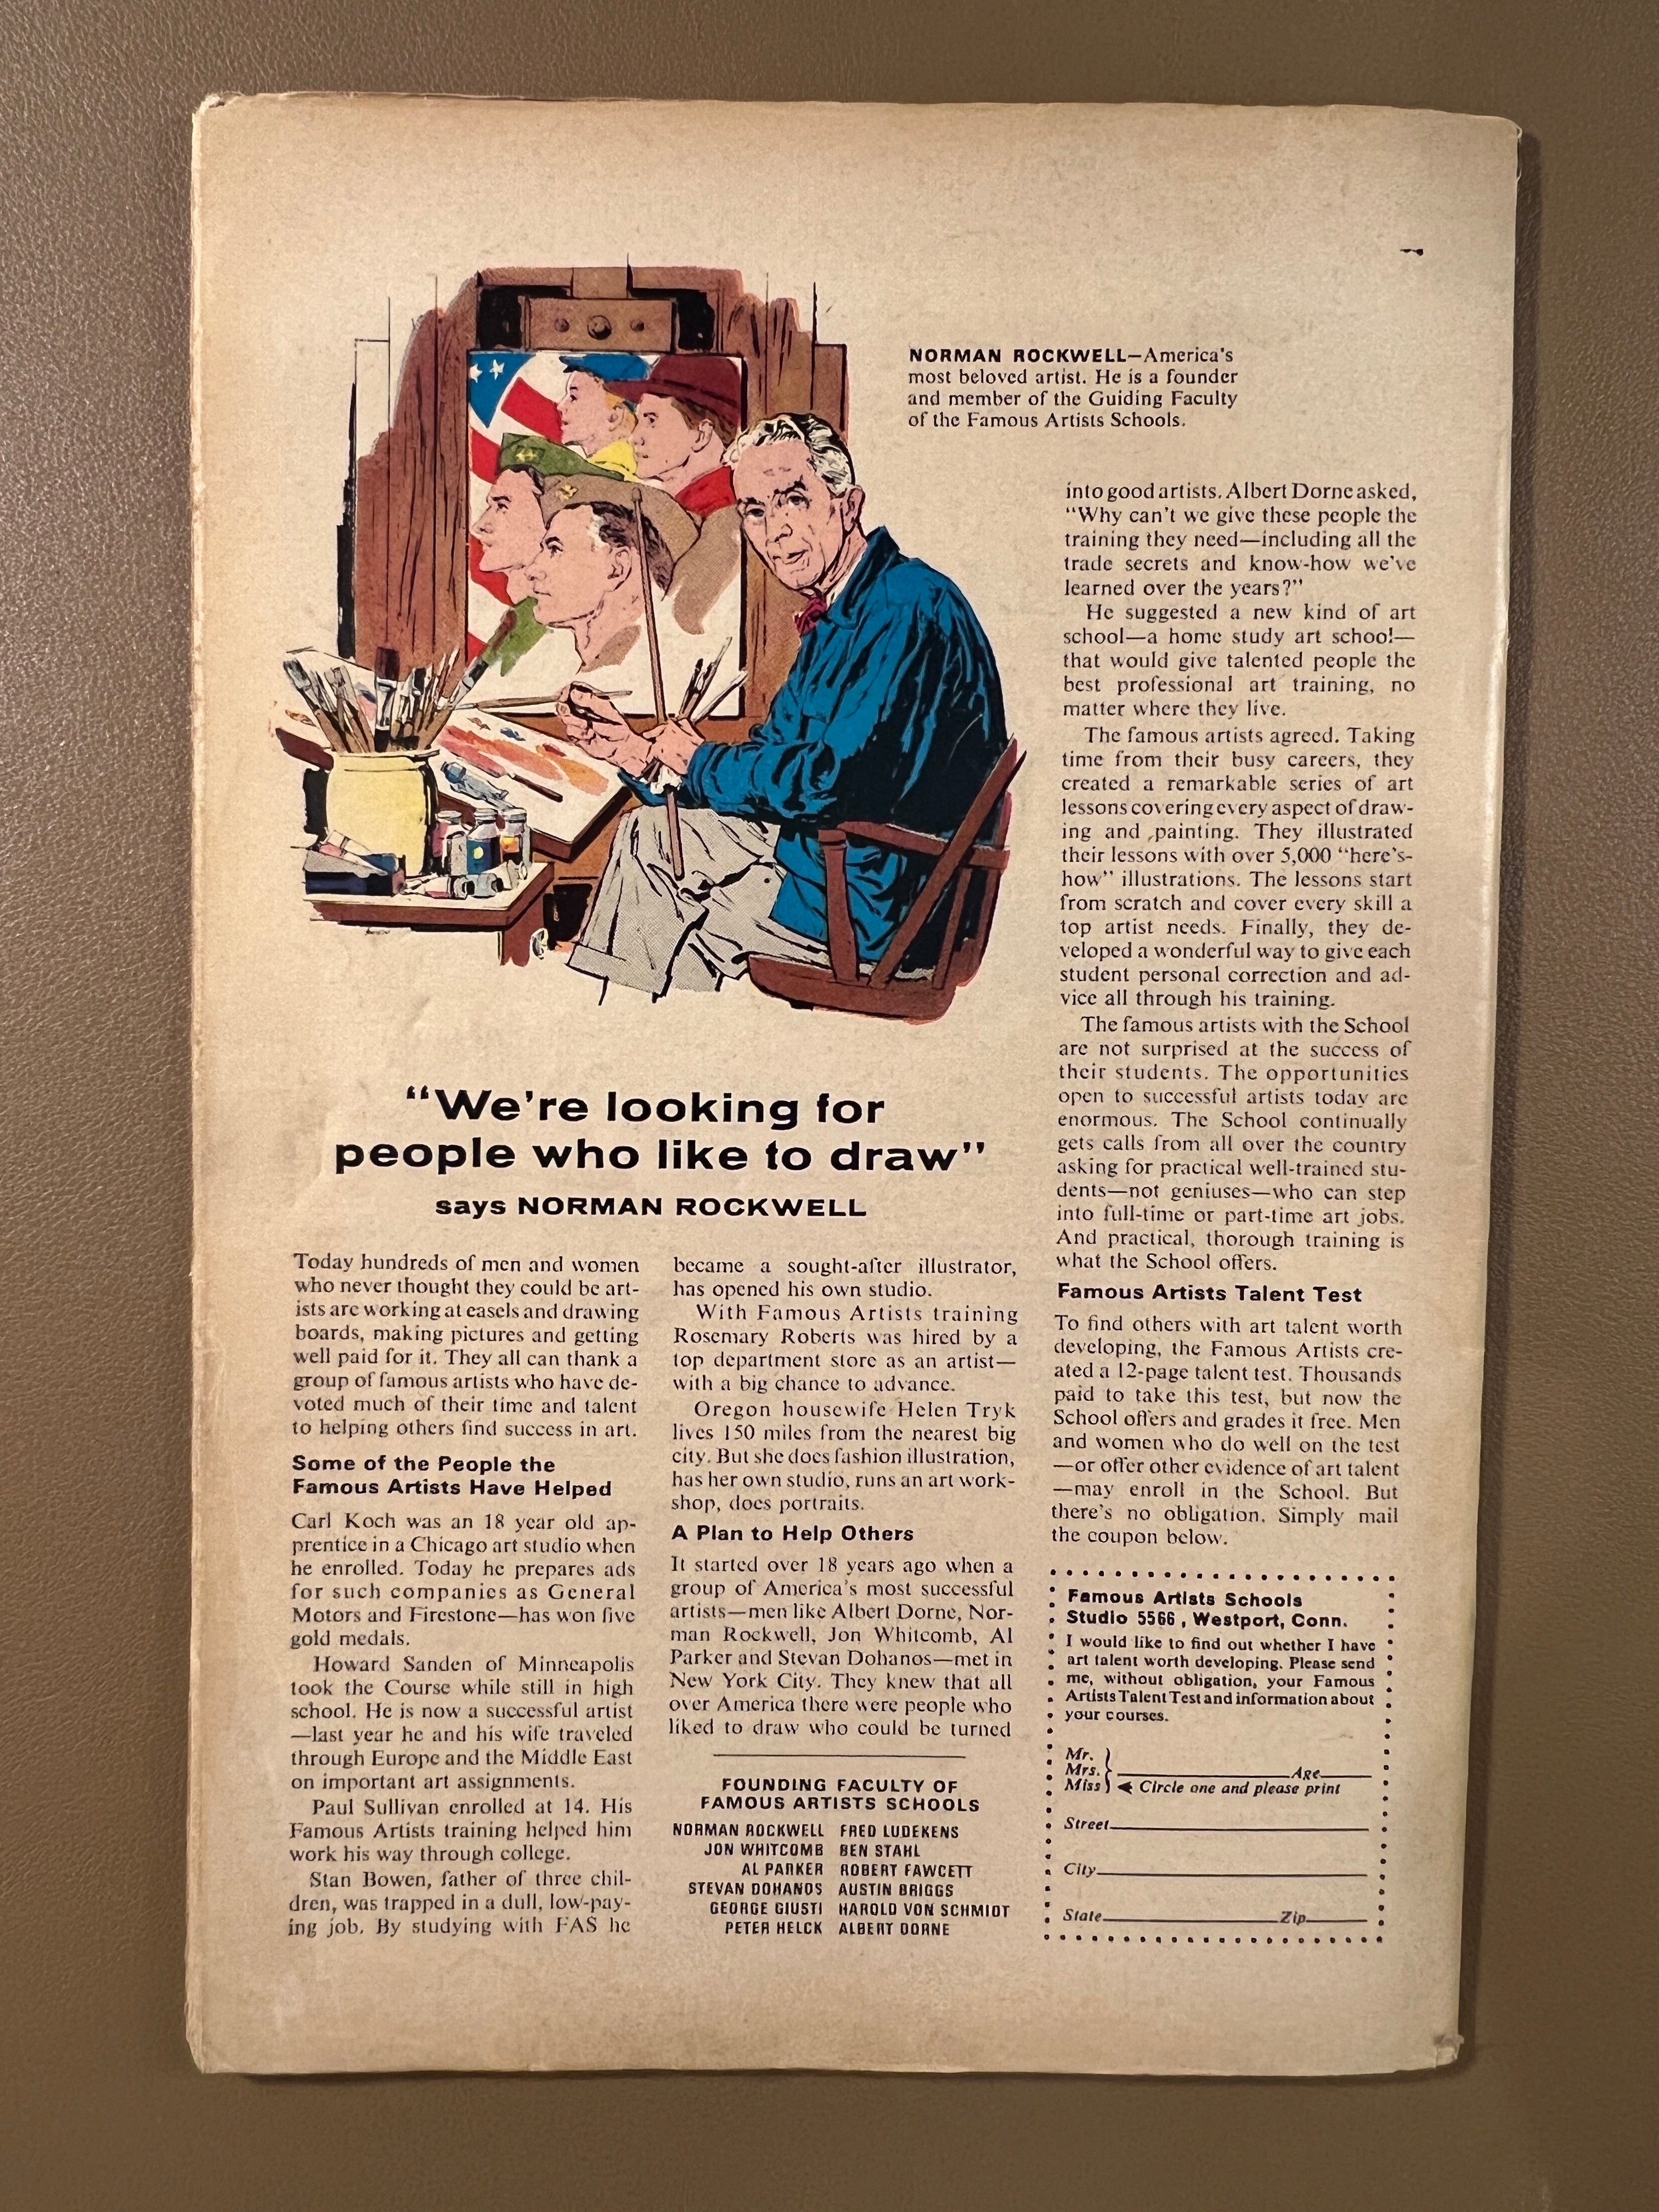 NORMAN ROCKWELL—America's
most beloved artist. He is a founder
and member of the Guiding Faculty
of the Famous Artists Schools.
"We're looking for
people who like to draw"
says NORMAN ROCKWELL
Today hundreds of men and women
who never thought they could be art-
ists are working at easels and drawing
boards, making pictures and getting
well paid for it. They all can thank a
group of famous artists who have de-
voted much of their time and talent
to helping others find success in art.
Some of the People the
Famous Artists Have Helped
Carl Koch was an 18 year old ap-
prentice in a Chicago art studio when
he enrolled. Today he prepares ads
for such companies as General
Motors and Firestone—has won five
gold medals.
Howard Sanden of Minneapolis
took the Course while still in high
school. He is now a successful artist
—last year he and his wife traveled
through Europe and the Middle East
on important art assignments.
Paul Sullivan enrolled at 14. His
Famous Artists training helped him
work his way through college.
Stan Bowen, father of three chil-
dren, was trapped in a dull, low-pay-
ing job. By studying with FAS he
became a sought-after illustrator,
has opened his own studio.
With Famous Artists training
Rosemary Roberts was hired by a
top department store as an artist—
with a big chance to advance.
Oregon housewife Helen Tryk
lives 150 miles from the nearest big
city. But she does fashion illustration,
has her own studio, runs an art work-
shop, does portraits.
A Plan to Help Others
It started over 18 years ago when a
group of America's most successful
artists—men like Albert Dorne, Nor-
man Rockwell, Jon Whitcomb, Al
Parker and Stevan Dohanos—met in
New York City. They knew that all
over America there were people who
liked to draw who could be turned
FOUNDING FACULTY OF
FAMOUS ARTISTS SCHOOLS
NORMAN ROCKWELL FRED LUDEKENS
JON WHITCOMB BEN STAHL
AL PARKER ROBERT FAWCETT
STEVAN DOHANOS AUSTIN BRIGGS
GEORGE GIUSTI HAROLD VON SCHMIDT
PETER HELCK ALBERT DORNE
into good artists. Albert Dorne asked,
"Why can't we give these people the
training they need—including all the
trade secrets and know-how we've
learned over the years?"
He suggested a new kind of art
school—a home study art school—
that would give talented people the
best professional art training, no
matter where they live.
The famous artists agreed. Taking
time from their busy careers, they
created a remarkable series of art
lessons covering every aspect of draw-
ing and painting. They illustrated
their lessons with over 5,000 "here's-
how" illustrations. The lessons start
from scratch and cover every skill a
top artist needs. Finally, they de-
veloped a wonderful way to give each
student personal correction and ad-
vice all through his training.
The famous artists with the School
are not surprised at the success of
their students. The opportunities
open to successful artists today are
enormous. The School continually
gets calls from all over the country
asking for practical well-trained stu-
dents—not geniuses—who can step
into full-time or part-time art jobs.
And practical, thorough training is
what the School offers.
Famous Artists Talent Test
To find others with art talent worth
developing, the Famous Artists cre-
ated a 12-page talent test. Thousands
paid to take this test, but now the
School offers and grades it free. Men
and women who do well on the test
—or offer other evidence of art talent
—may enroll in the School. But
there's no obligation. Simply mail
the coupon below.
Famous Artists Schools
Studio 5566, Westport, Conn.
I would like to find out whether I have
art talent worth developing. Please send
me, without obligation, your Famous
Artists Talent Test and information about
your courses.
Mr.
Mrs. Age
Miss Circle one and please print
Street
City
State Zip